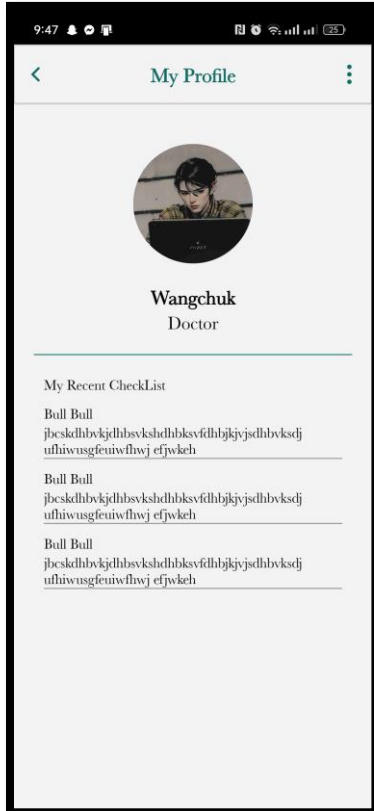 9:47
25
My Profile
Wangchuk
Doctor
My Recent CheckList
Bull Bull
jbcskdhbvkjdhbsvkshdhbksvfdhbjkjvjsdhbvksdj
ufhiwusgfeuiwfhwj efjwkeh
Bull Bull
jbcskdhbvkjdhbsvkshdhbksvfdhbjkjvjsdhbvksdj
ufhiwusgfeuiwfhwj efjwkeh
Bull Bull
jbcskdhbvkjdhbsvkshdhbksvfdhbjkjvjsdhbvksdj
ufhiwusgfeuiwfhwj efjwkeh